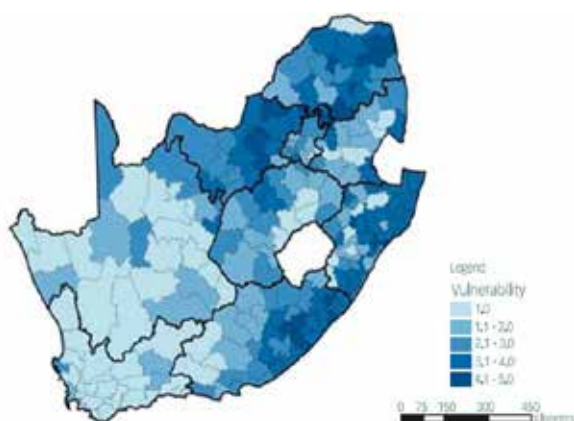 Legend
Vulnerability
1,0
1,1 - 2,0
2,1 - 3,0
3,1 - 4,0
4,1 - 5,0
0 75 150 300 450
Kilometers